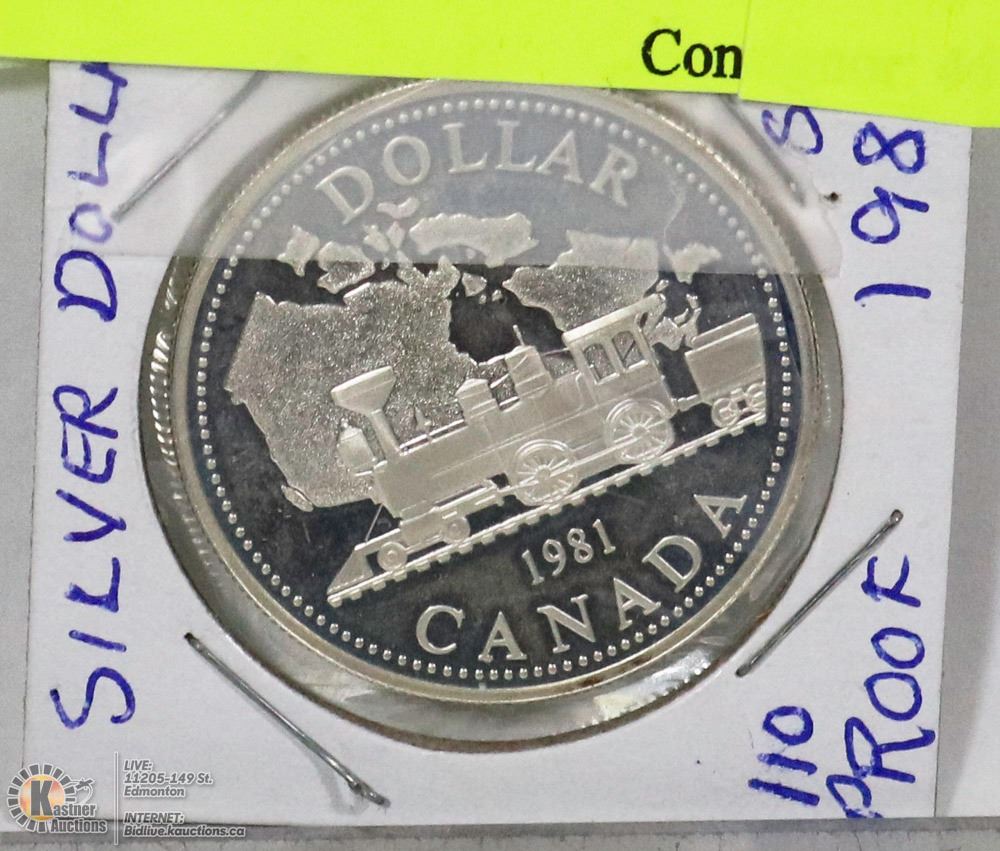 Con
SILVER DOLL
DOLLAR
1981
CANADA
198
110
PROOF
Kastner
Auctions
LIVE:
11205-149 St.
Edmonton
INTERNET:
Bidlive.kauctions.ca